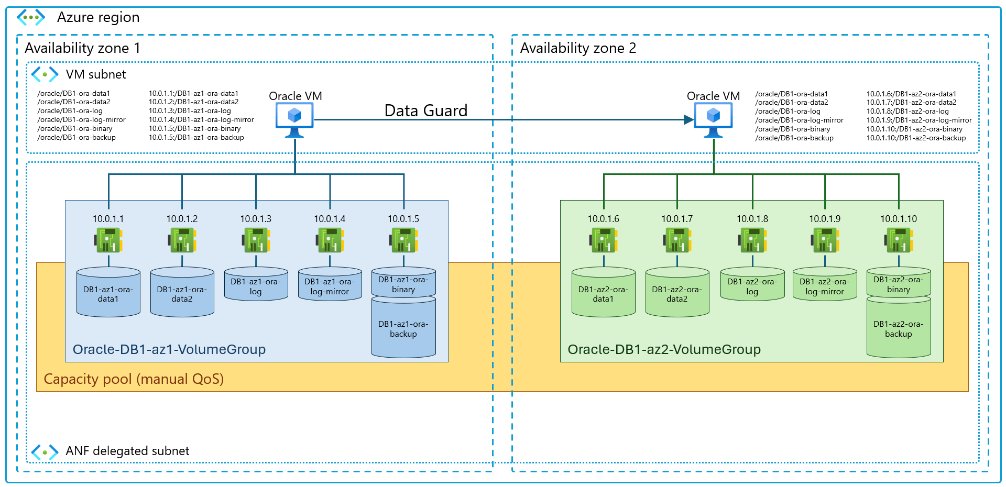 Azure region
Availability zone 1
Availability zone 2
VM subnet
/oracle/DB1-ora-data1 10.0.1.1:/DB1-az1-ora-data1
/oracle/DB1-ora-data2 10.0.1.2:/DB1-az1-ora-data2
/oracle/DB1-ora-log 10.0.1.3:/DB1-az1-ora-log
/oracle/DB1-ora-log-mirror 10.0.1.4:/DB1-az1-ora-log-mirror
/oracle/DB1-ora-binary 10.0.1.5:/DB1-az1-ora-binary
/oracle/DB1-ora-backup 10.0.1.5:/DB1-az1-ora-backup
Oracle VM
Data Guard
Oracle VM
/oracle/DB1-ora-data1 10.0.1.6:/DB1-az2-ora-data1
/oracle/DB1-ora-data2 10.0.1.7:/DB1-az2-ora-data2
/oracle/DB1-ora-log 10.0.1.8:/DB1-az2-ora-log
/oracle/DB1-ora-log-mirror 10.0.1.9:/DB1-az2-ora-log-mirror
/oracle/DB1-ora-binary 10.0.1.10:/DB1-az2-ora-binary
/oracle/DB1-ora-backup 10.0.1.10:/DB1-az2-ora-backup
10.0.1.1 10.0.1.2 10.0.1.3 10.0.1.4 10.0.1.5
DB1-az1-ora-
data1
DB1-az1-ora-
data2
DB1-az1-ora-
log
DB1-az1-ora-
log-mirror
DB1-az1-ora-
binary
DB1-az1-ora-
backup
Oracle-DB1-az1-VolumeGroup
10.0.1.6 10.0.1.7 10.0.1.8 10.0.1.9 10.0.1.10
DB1-az2-ora-
data1
DB1-az2-ora-
data2
DB1-az2-ora-
log
DB1-az2-ora-
log-mirror
DB1-az2-ora-
binary
DB1-az2-ora-
backup
Oracle-DB1-az2-VolumeGroup
Capacity pool (manual QoS)
ANF delegated subnet